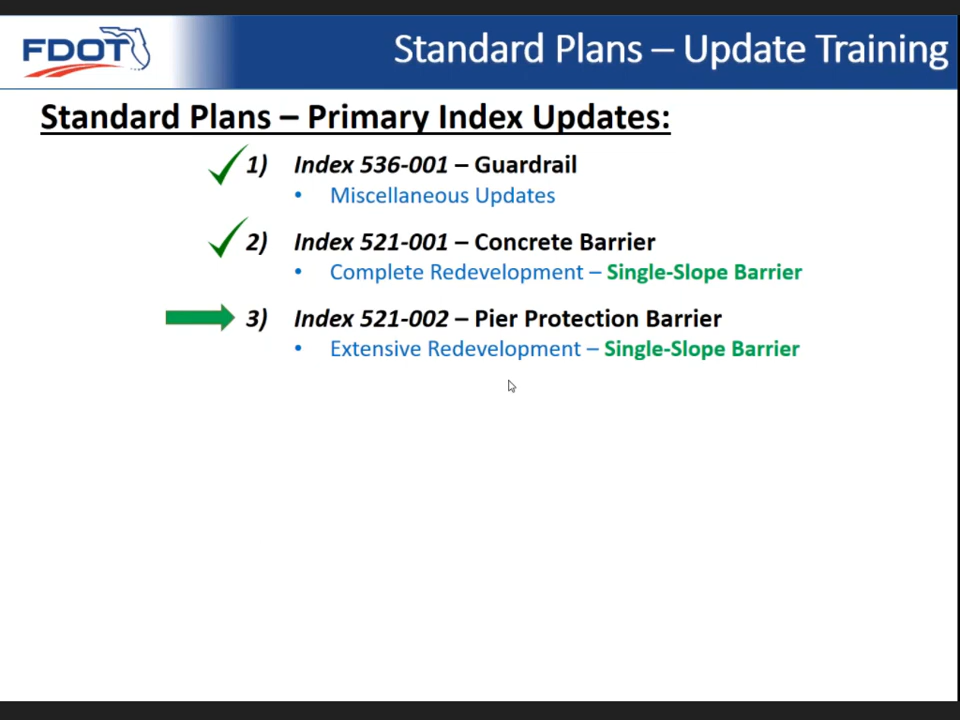 FDOT
Standard Plans – Update Training
Standard Plans – Primary Index Updates:
1) Index 536-001 – Guardrail
• Miscellaneous Updates
2) Index 521-001 – Concrete Barrier
• Complete Redevelopment – Single-Slope Barrier
3) Index 521-002 – Pier Protection Barrier
• Extensive Redevelopment – Single-Slope Barrier